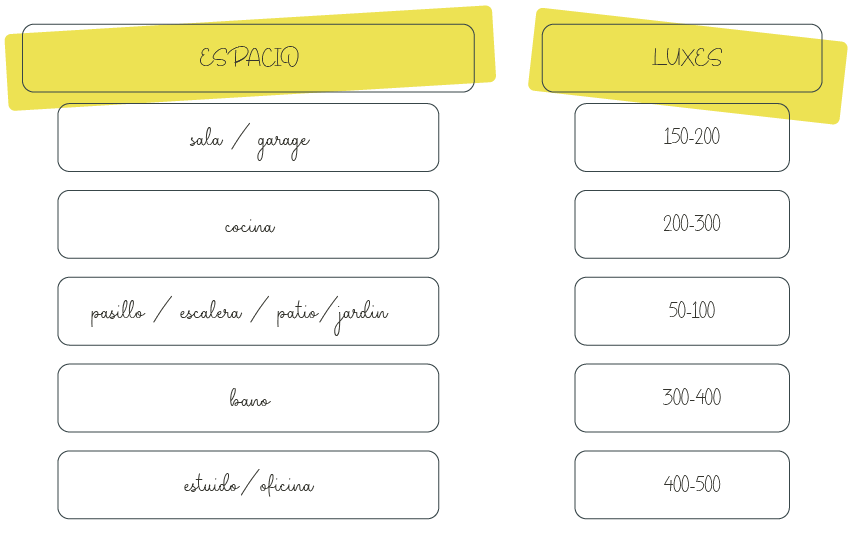 ESPACIO LUXES
sala / garage 150-200
cocina 200-300
pasillo / escalera / patio/jardin 50-100
bano 300-400
estuido/oficina 400-500